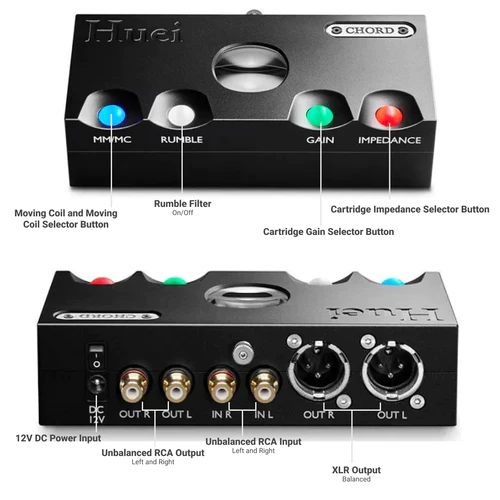 Huei
CHORD
MM/MC
RUMBLE
GAIN
IMPEDANCE
Moving Coil and Moving
Coil Selector Button
Rumble Filter
On/Off
Cartridge Gain Selector Button
Cartridge Impedance Selector Button
CHORD
Huei
I
O
DC
12V
OUT R
OUT L
IN R
IN L
OUT R
OUT L
12V DC Power Input
Unbalanced RCA Output
Left and Right
Unbalanced RCA Input
Left and Right
XLR Output
Balanced